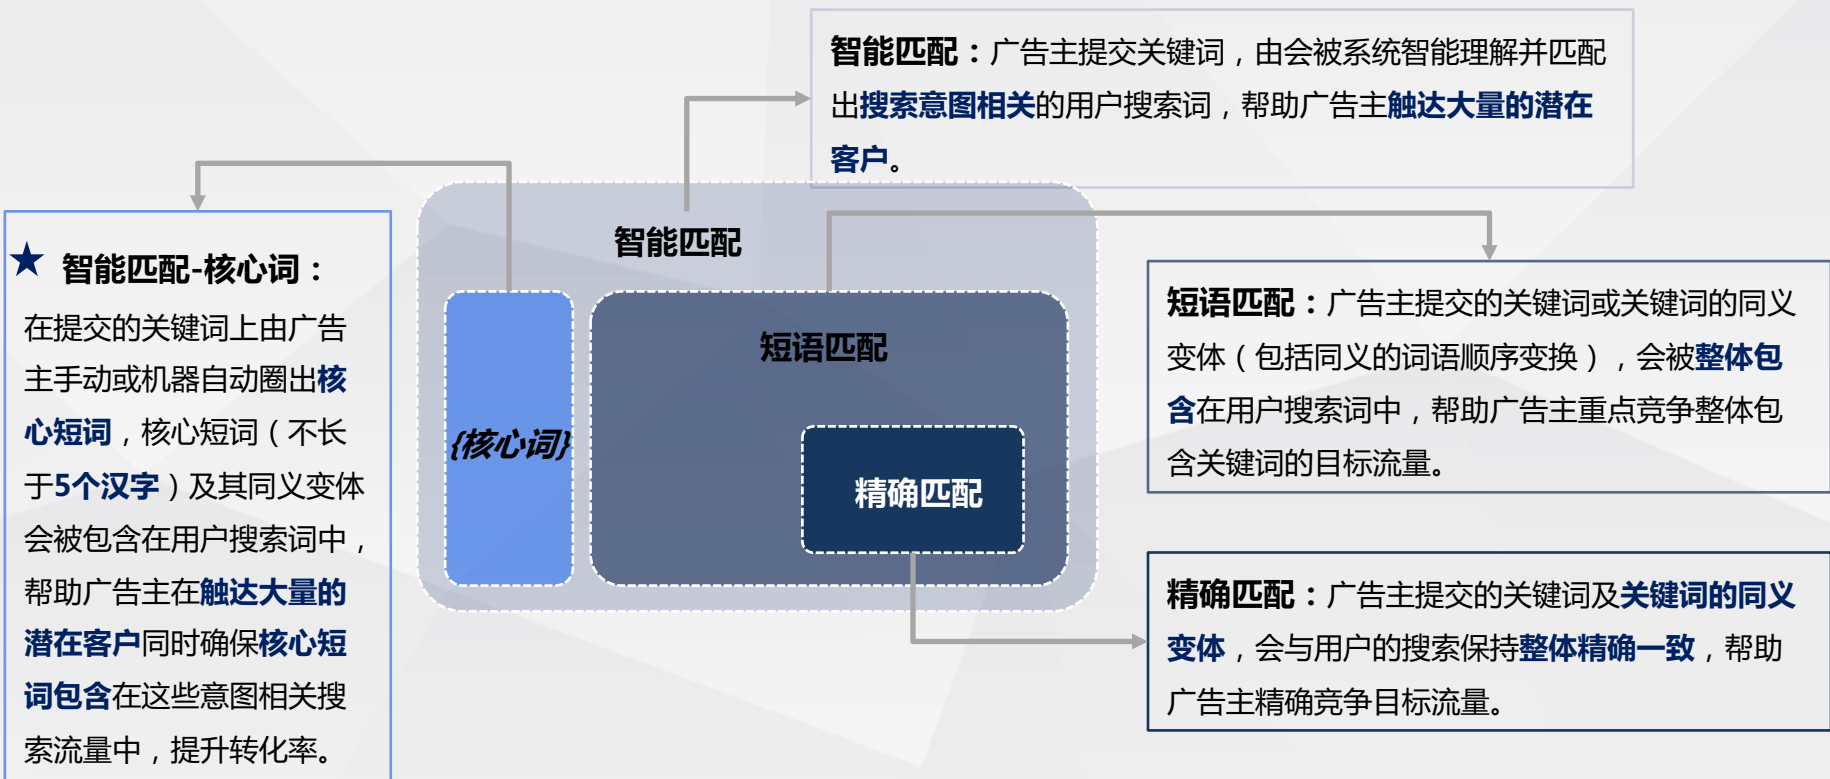 智能匹配：广告主提交关键词，由会被系统智能理解并匹配
出搜索意图相关的用户搜索词，帮助广告主触达大量的潜在
客户。
★ 智能匹配-核心词：
在提交的关键词上由广告
主手动或机器自动圈出核
心短词，核心短词（不长
于5个汉字）及其同义变体
会被包含在用户搜索词中，
帮助广告主在触达大量的
潜在客户同时确保核心短
词包含在这些意图相关搜
索流量中，提升转化率。
智能匹配
{核心词}
短语匹配
精确匹配
短语匹配：广告主提交的关键词或关键词的同义
变体（包括同义的词语顺序变换），会被整体包
含在用户搜索词中，帮助广告主重点竞争整体包
含关键词的目标流量。
精确匹配：广告主提交的关键词及关键词的同义
变体，会与用户的搜索保持整体精确一致，帮助
广告主精确竞争目标流量。